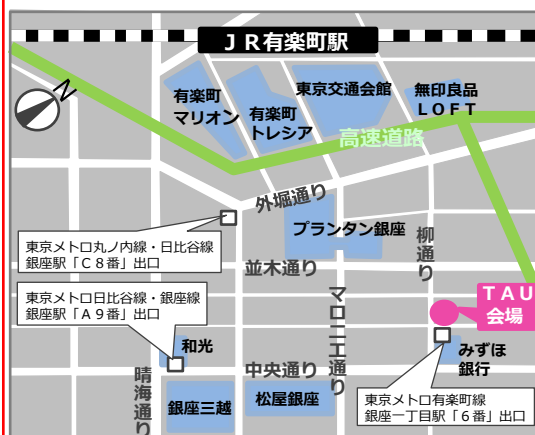 JR有楽町駅
N
有楽町
マリオン
有楽町
トレシア
東京交通会館
無印良品
LOFT
高速道路
外堀通り
プランタン銀座
柳通り
東京メトロ丸ノ内線・日比谷線
銀座駅「C8番」出口
並木通り
マロニエ通り
TAU
会場
東京メトロ日比谷線・銀座線
銀座駅「A9番」出口
和光
みずほ
銀行
晴海通り
中央通り
銀座三越
松屋銀座
東京メトロ有楽町線
銀座一丁目駅「6番」出口